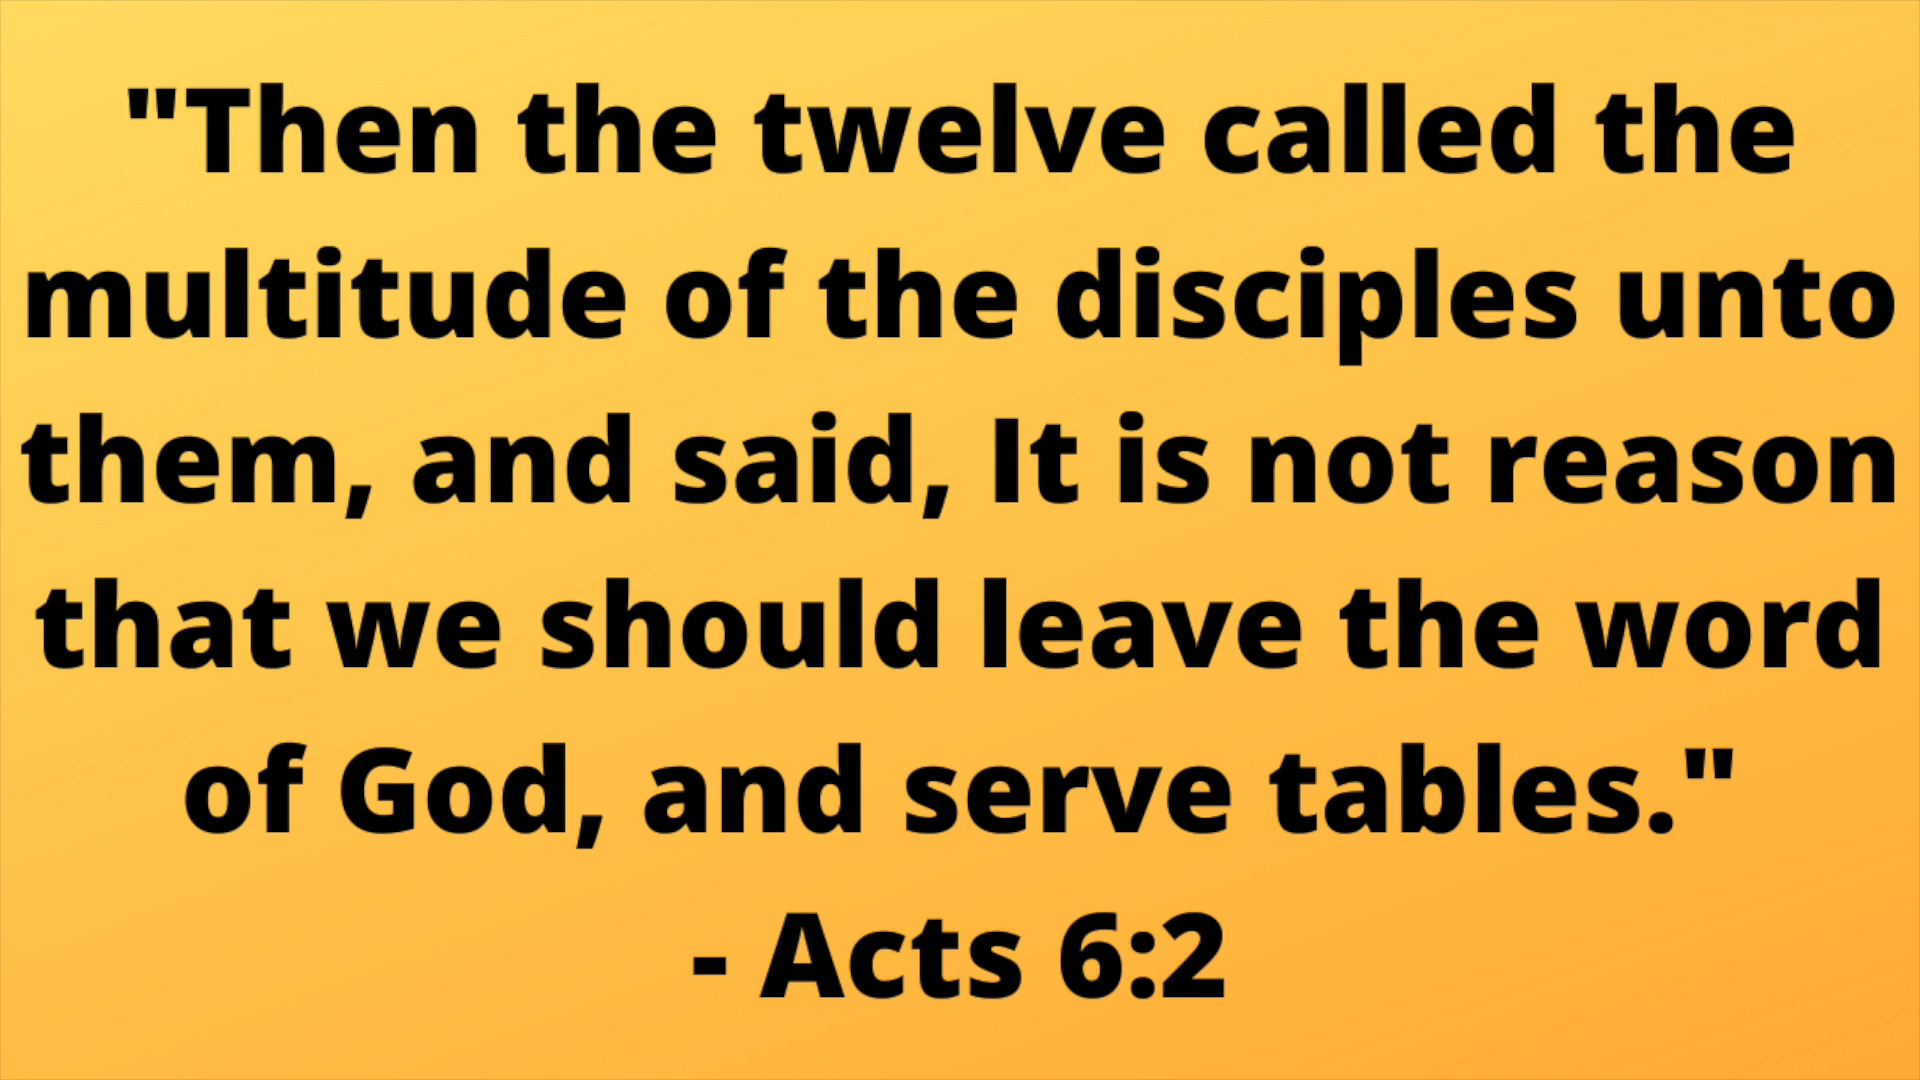 "Then the twelve called the
multitude of the disciples unto
them, and said, It is not reason
that we should leave the word
of God, and serve tables."
- Acts 6:2